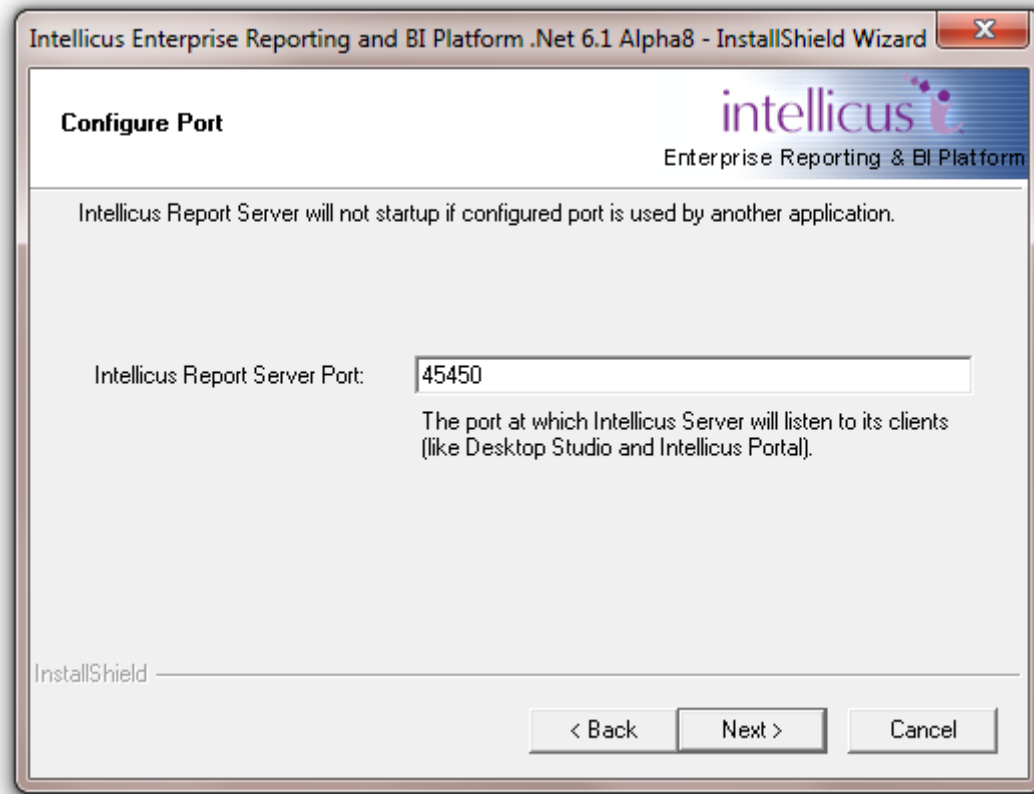 Intellicus Enterprise Reporting and BI Platform .Net 6.1 Alpha8 - InstallShield Wizard
Configure Port
intellicus
Enterprise Reporting & BI Platform
Intellicus Report Server will not startup if configured port is used by another application.
Intellicus Report Server Port:
45450
The port at which Intellicus Server will listen to its clients
(like Desktop Studio and Intellicus Portal).
InstallShield
< Back
Next >
Cancel